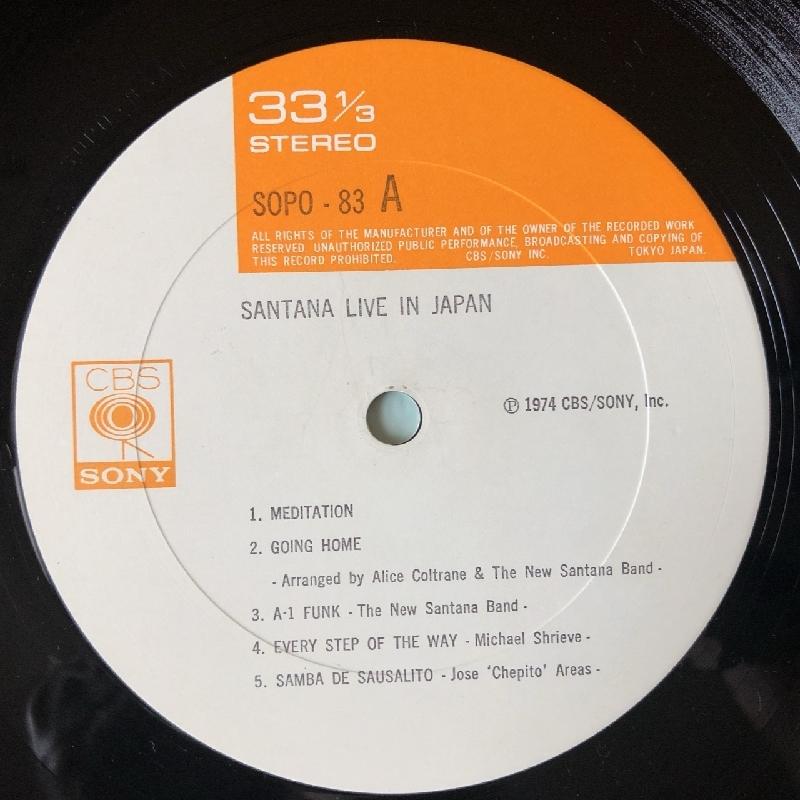 33 1/3
STEREO
SOPO - 83 A
ALL RIGHTS OF THE MANUFACTURER AND OF THE OWNER OF THE RECORDED WORK
RESERVED. UNAUTHORIZED PUBLIC PERFORMANCE, BROADCASTING AND COPYING OF
THIS RECORD PROHIBITED. CBS/SONY INC. TOKYO JAPAN.
SANTANA LIVE IN JAPAN
CBS
SONY
℗ 1974 CBS/SONY, Inc.
1. MEDITATION
2. GOING HOME
- Arranged by Alice Coltrane & The New Santana Band -
3. A-1 FUNK - The New Santana Band -
4. EVERY STEP OF THE WAY - Michael Shrieve -
5. SAMBA DE SAUSALITO - Jose 'Chepito' Areas -